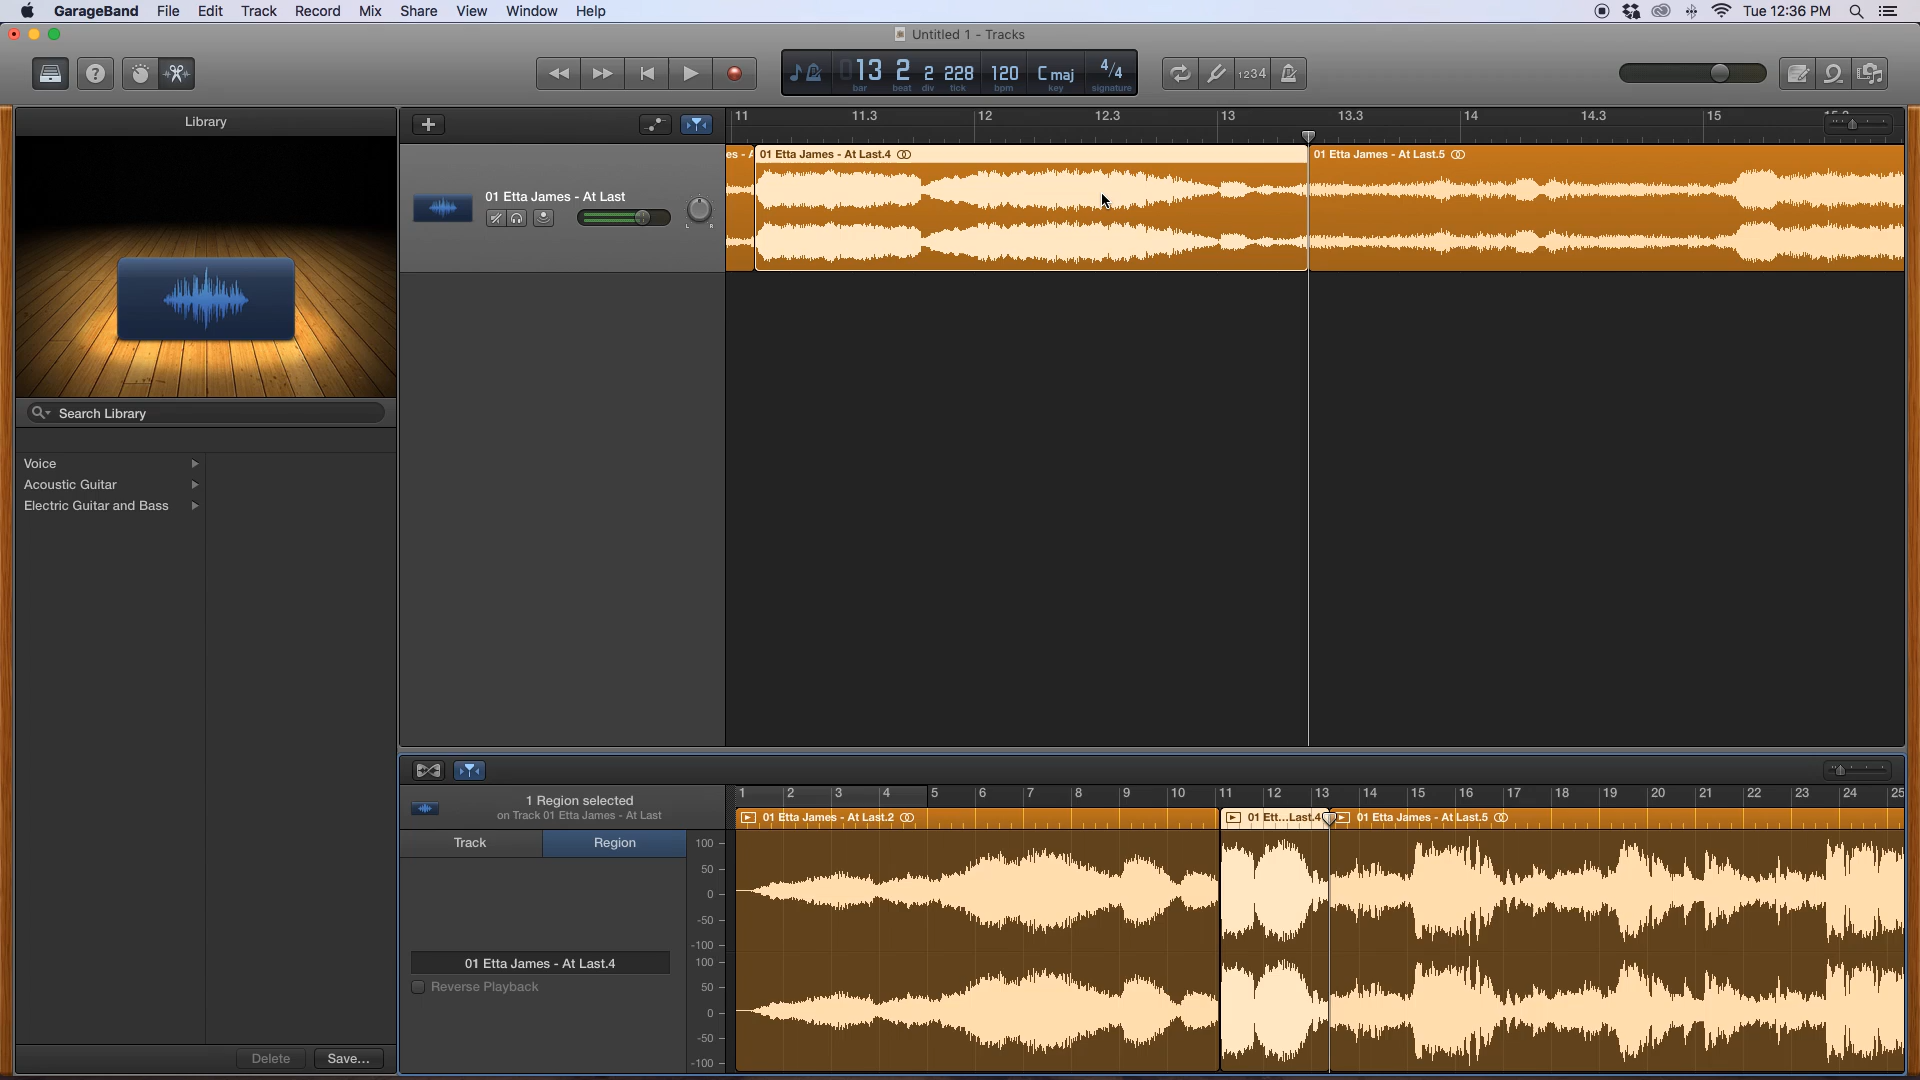 GarageBand File Edit Track Record Mix Share View Window Help Tue 12:36 PM
Untitled 1 - Tracks
13 2 2 228 120 C maj 4/4
bar beat div tick bpm key signature
1234
Library
11 11.3 12 12.3 13 13.3 14 14.3 15
es - A 01 Etta James - At Last.4 01 Etta James - At Last.5
01 Etta James - At Last
L R
Search Library
Voice
Acoustic Guitar
Electric Guitar and Bass
1 2 3 4 5 6 7 8 9 10 11 12 13 14 15 16 17 18 19 20 21 22 23 24 25
1 Region selected
on Track 01 Etta James - At Last
01 Etta James - At Last.2 01 Ett...Last.4 01 Etta James - At Last.5
Track Region
100
50
0
-50
-100
100
50
0
-50
-100
01 Etta James - At Last.4
Reverse Playback
Delete Save...